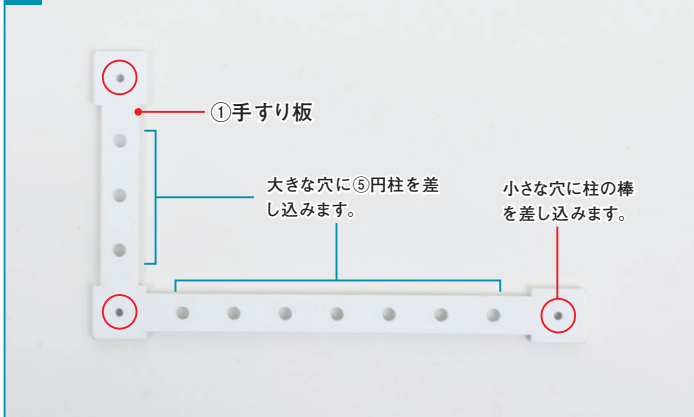 ①手すり板
大きな穴に⑤円柱を差
し込みます。
小さな穴に柱の棒
を差し込みます。